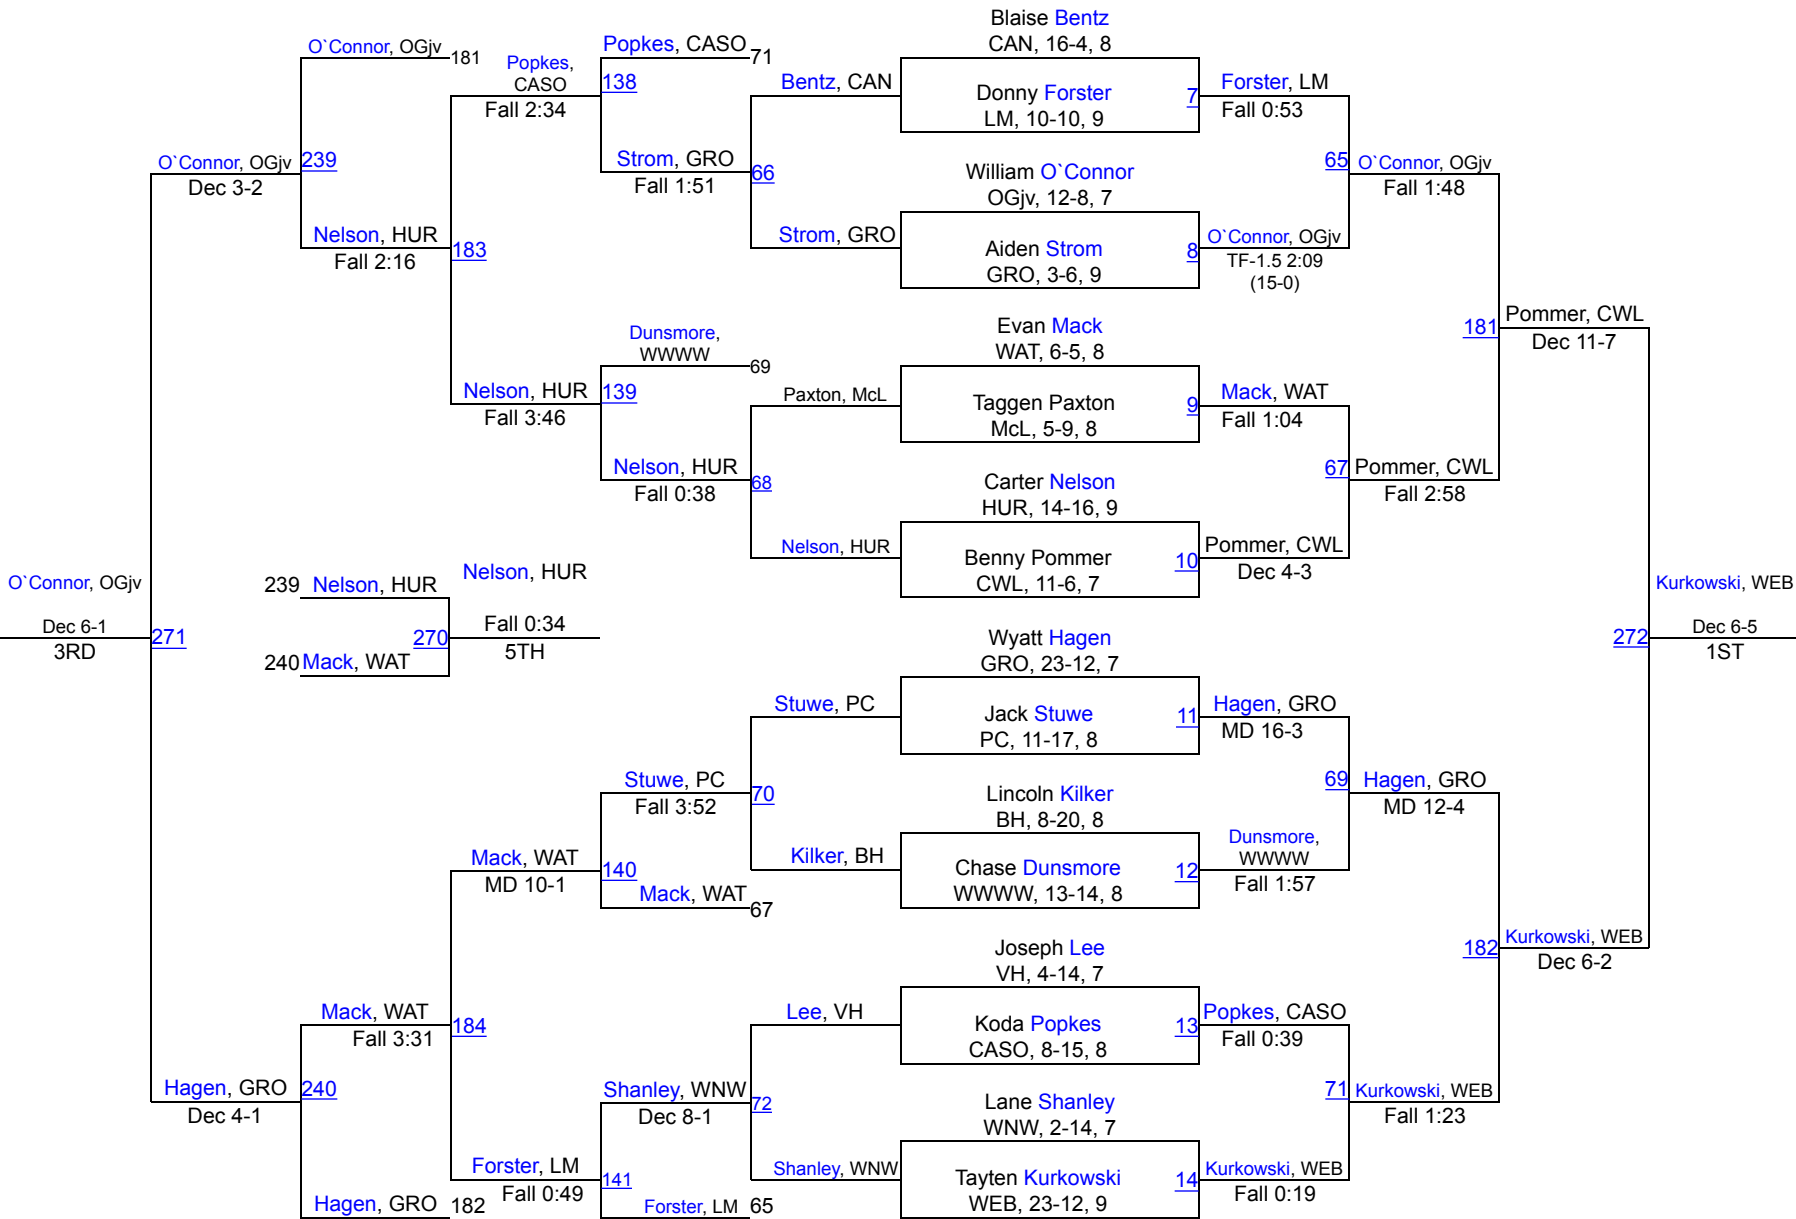 Blaise Bentz
CAN, 16-4, 8
O`Connor, OGjv
181
Popkes, CASO
71
Popkes,
CASO
Fall 2:34
138
Bentz, CAN
Donny Forster
LM, 10-10, 9
7
Forster, LM
Fall 0:53
O`Connor, OGjv
Dec 3-2
239
Strom, GRO
Fall 1:51
66
William O`Connor
OGjv, 12-8, 7
65
O`Connor, OGjv
Fall 1:48
Nelson, HUR
Fall 2:16
183
Strom, GRO
Aiden Strom
GRO, 3-6, 9
8
O`Connor, OGjv
TF-1.5 2:09
(15-0)
Dunsmore,
WWWW
69
Evan Mack
WAT, 6-5, 8
181
Pommer, CWL
Dec 11-7
Nelson, HUR
Fall 3:46
139
Paxton, McL
Taggen Paxton
McL, 5-9, 8
9
Mack, WAT
Fall 1:04
Nelson, HUR
Fall 0:38
68
Carter Nelson
HUR, 14-16, 9
67
Pommer, CWL
Fall 2:58
Nelson, HUR
Benny Pommer
CWL, 11-6, 7
10
Pommer, CWL
Dec 4-3
O`Connor, OGjv
Dec 6-1
3RD
271
239
Nelson, HUR
Nelson, HUR
240
Mack, WAT
270
Fall 0:34
5TH
Kurkowski, WEB
272
Dec 6-5
1ST
Wyatt Hagen
GRO, 23-12, 7
Stuwe, PC
Jack Stuwe
PC, 11-17, 8
11
Hagen, GRO
MD 16-3
Stuwe, PC
Fall 3:52
70
Lincoln Kilker
BH, 8-20, 8
69
Hagen, GRO
MD 12-4
Mack, WAT
MD 10-1
140
Kilker, BH
Chase Dunsmore
WWWW, 13-14, 8
12
Dunsmore,
WWWW
Fall 1:57
Mack, WAT
67
Joseph Lee
VH, 4-14, 7
182
Kurkowski, WEB
Dec 6-2
Mack, WAT
Fall 3:31
184
Lee, VH
Koda Popkes
CASO, 8-15, 8
13
Popkes, CASO
Fall 0:39
Hagen, GRO
Dec 4-1
240
Shanley, WNW
Dec 8-1
72
Lane Shanley
WNW, 2-14, 7
71
Kurkowski, WEB
Fall 1:23
Forster, LM
Fall 0:49
141
Shanley, WNW
Tayten Kurkowski
WEB, 23-12, 9
14
Kurkowski, WEB
Fall 0:19
Hagen, GRO
182
Forster, LM
65